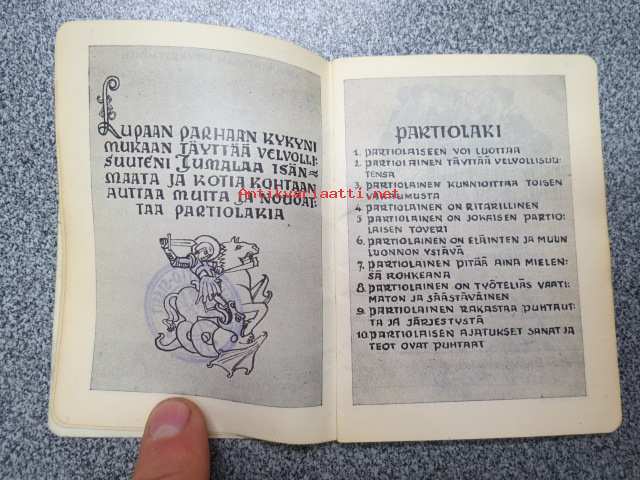 Lupaan parhaan kykyni
mukaan täyttää velvolli-
suuteni Jumalaa isän=
maata ja kotia kohtaan
auttaa muita ja noudat-
taa partiolakia
PARTIOLAKI
1. PARTIOLAISEEN VOI LUOTTAA
2. PARTIOLAINEN TÄYTTÄÄ VELVOLLISUU-
TENSA
3. PARTIOLAINEN KUNNIOITTAA TOISEN
VAKAUMUSTA
4. PARTIOLAINEN ON RITARILLINEN
5. PARTIOLAINEN ON JOKAISEN PARTIO-
LAISEN TOVERI
6. PARTIOLAINEN ON ELÄINTEN JA MUUN
LUONNON YSTÄVÄ
7. PARTIOLAINEN PITÄÄ AINA MIELEN-
SÄ ROHKEANA
8. PARTIOLAINEN ON TYÖTELIÄS VAATI-
MATON JA SÄÄSTÄVÄINEN
9. PARTIOLAINEN RAKASTAA PUHTAUT-
TA JA JÄRJESTYSTÄ
10. PARTIOLAISEN AJATUKSET SANAT JA
TEOT OVAT PUHTAAT
Antikvariaatti.net